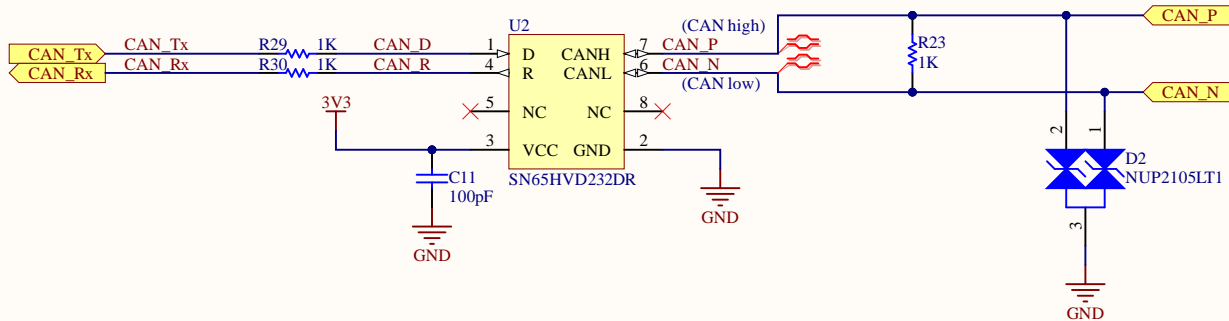 U2
(CAN high)
CAN_P
CAN_Tx
CAN_Tx
R29
1K
CAN_D
1
D
CANH
7
CAN_P
R23
1K
CAN_Rx
CAN_Rx
R30
1K
CAN_R
4
R
CANL
6
CAN_N
(CAN low)
CAN_N
3V3
5
NC
NC
8
2
1
3
VCC
GND
2
D2
NUP2105LT1
C11
100pF
SN65HVD232DR
GND
GND
3
GND